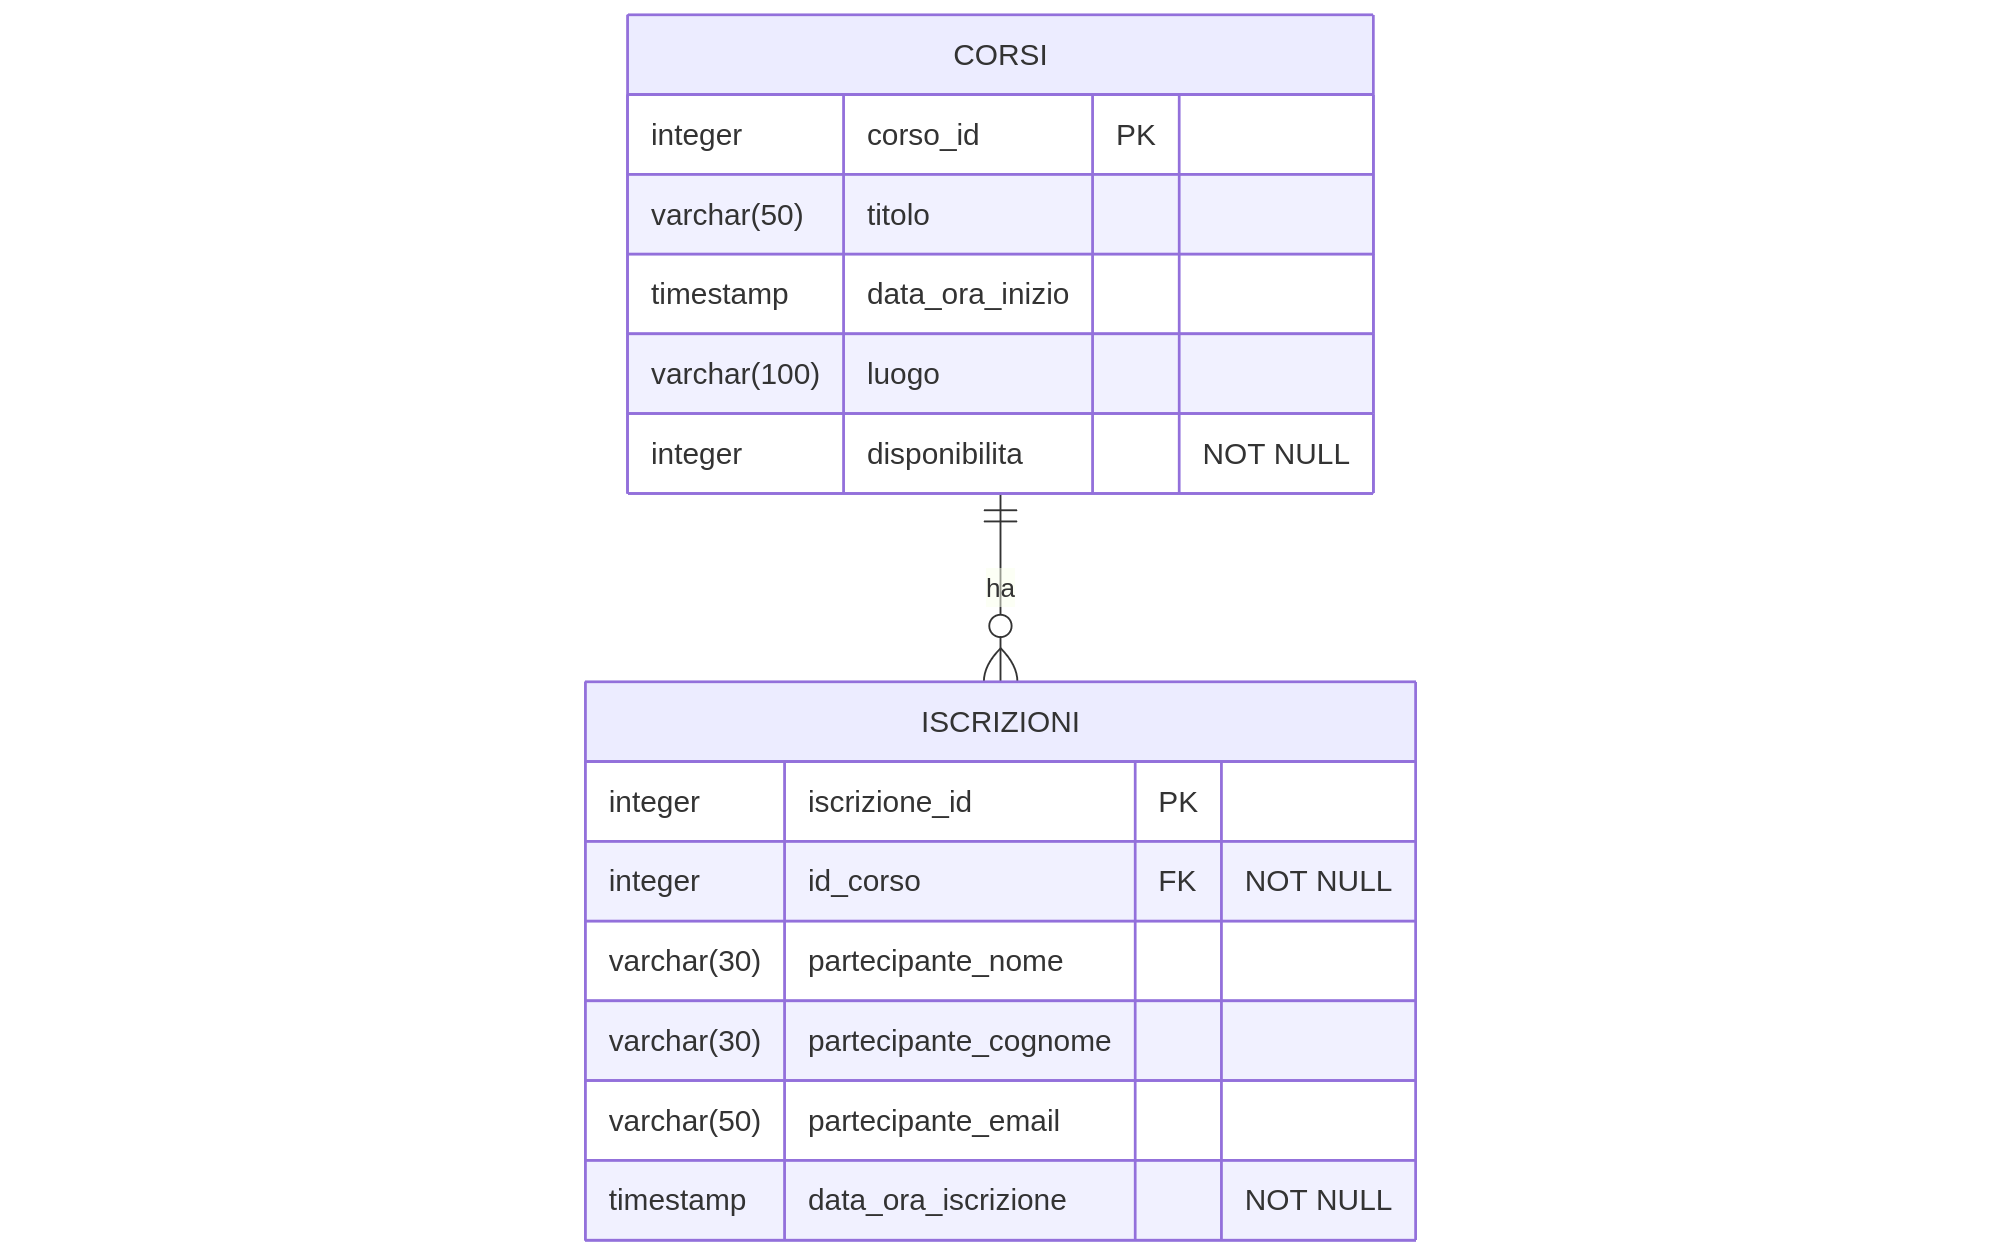 CORSI
integer corso_id PK
varchar(50) titolo
timestamp data_ora_inizio
varchar(100) luogo
integer disponibilita NOT NULL
ha
ISCRIZIONI
integer iscrizione_id PK
integer id_corso FK NOT NULL
varchar(30) partecipante_nome
varchar(30) partecipante_cognome
varchar(50) partecipante_email
timestamp data_ora_iscrizione NOT NULL